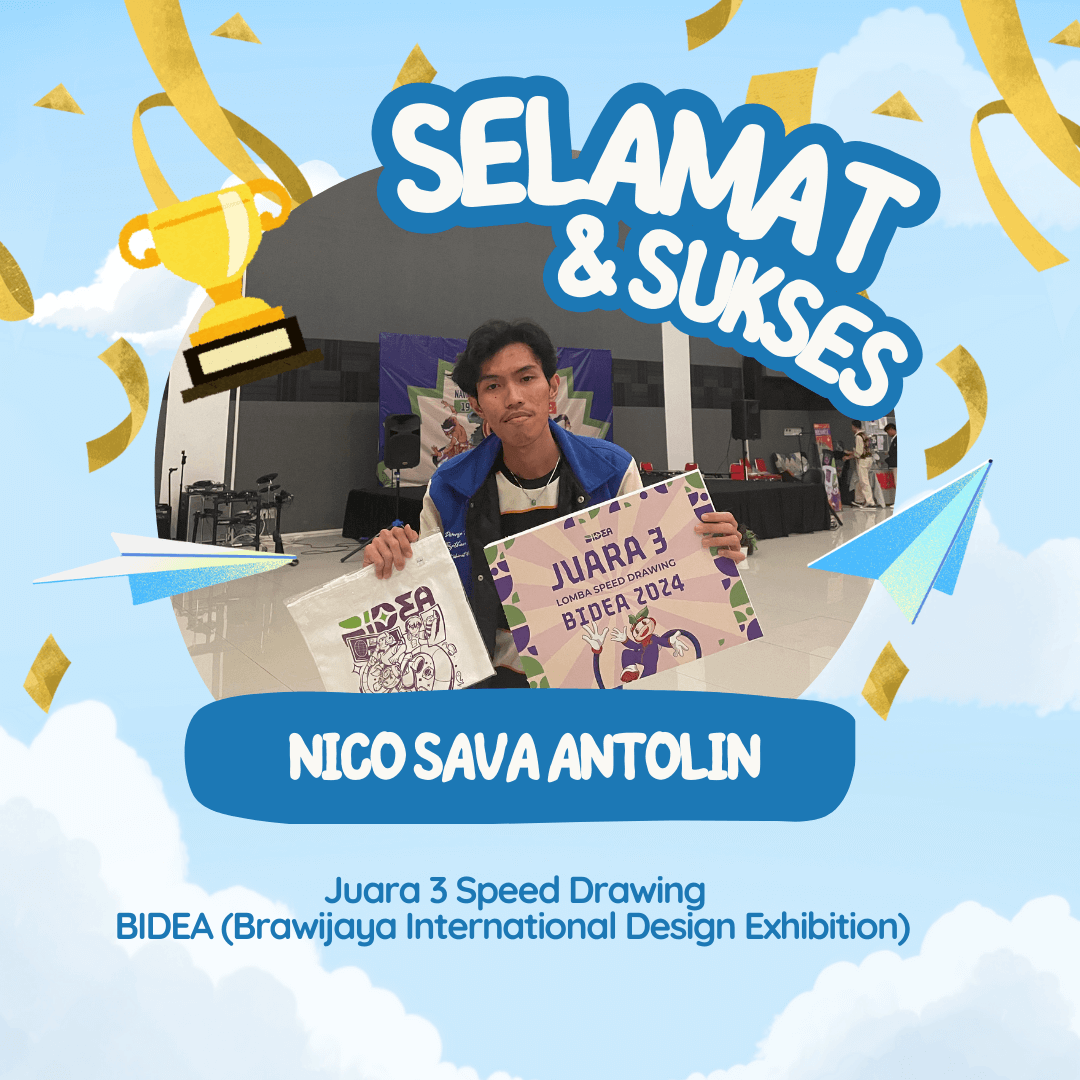 SELAMAT
& SUKSES
BIDEA
JUARA 3
LOMBA SPEED DRAWING
BIDEA 2024
BIDEA
NICO SAVA ANTOLIN
Juara 3 Speed Drawing
BIDEA (Brawijaya International Design Exhibition)